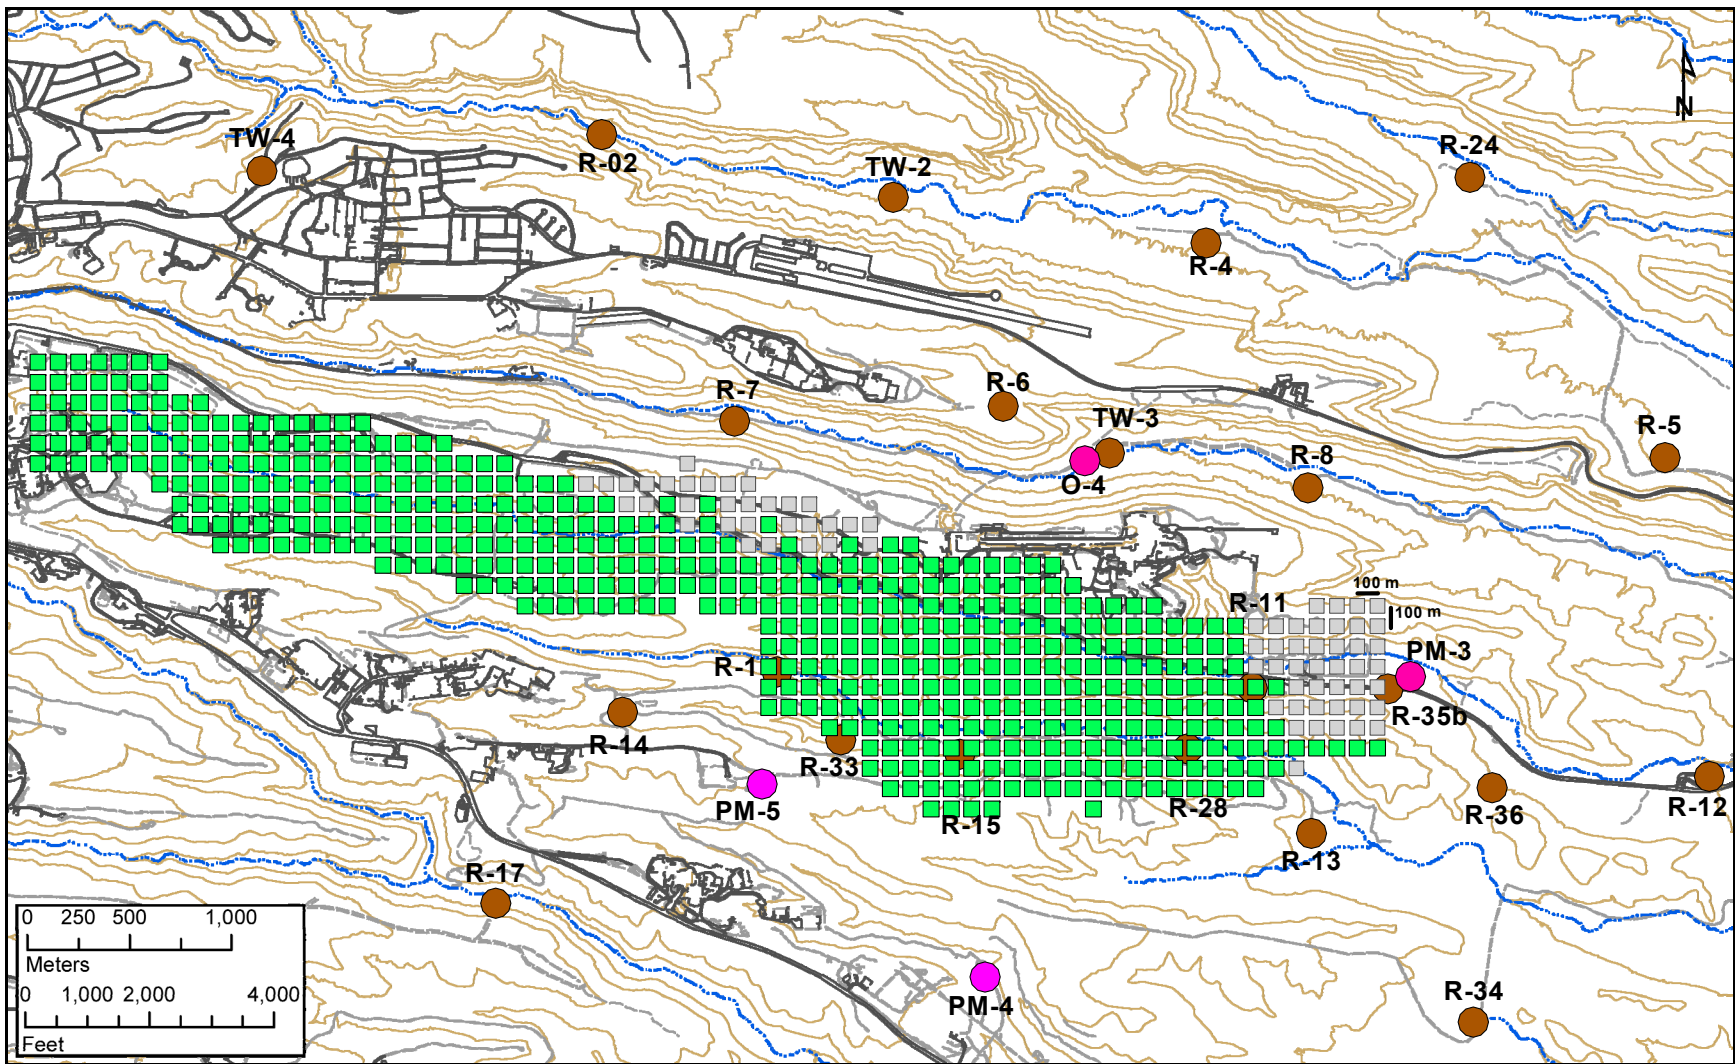 N
TW-4
R-02
TW-2
R-24
R-4
R-7
R-6
TW-3
R-5
R-8
O-4
100 m
100 m
R-11
R-1
PM-3
R-35b
R-14
R-33
PM-5
R-15
R-28
R-36
R-12
R-13
R-17
PM-4
R-34
0 250 500 1,000
Meters
0 1,000 2,000 4,000
Feet